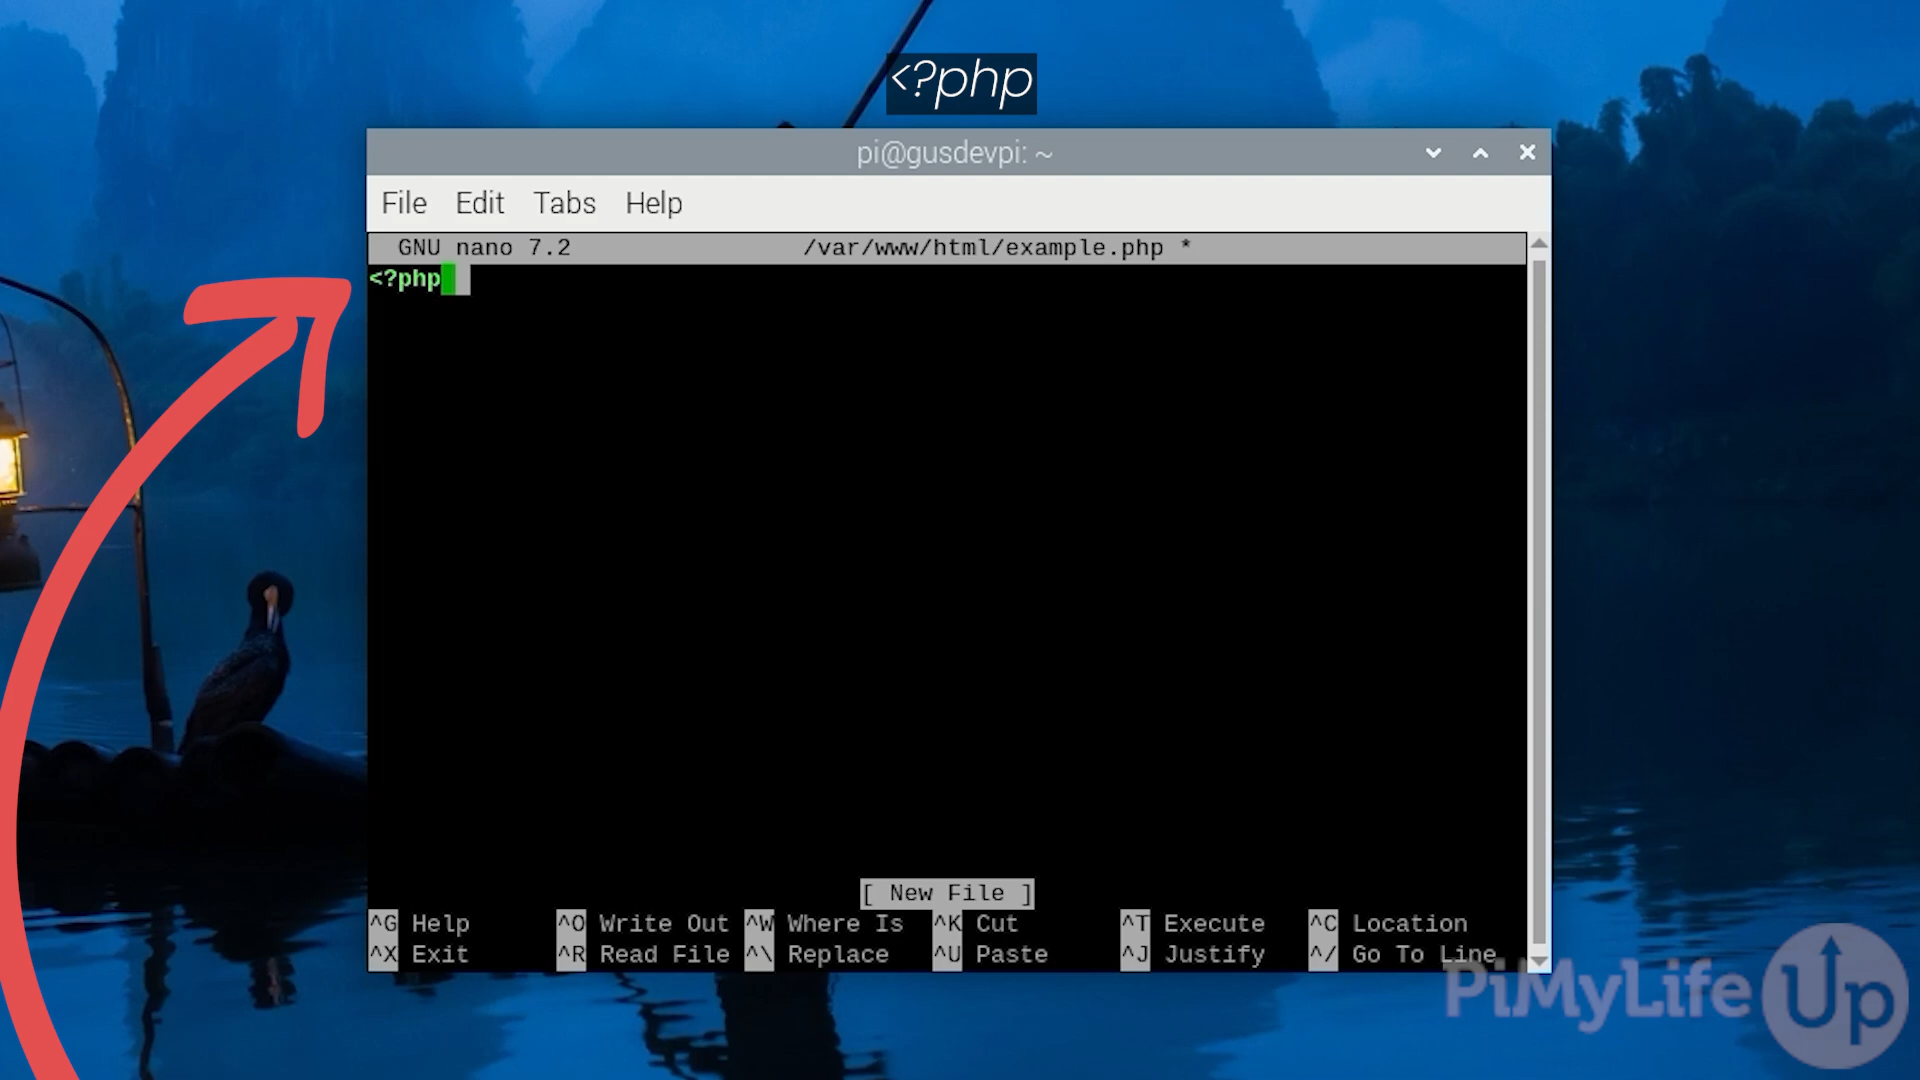 <?php
pi@gusdevpi: ~
File Edit Tabs Help
GNU nano 7.2 /var/www/html/example.php *
<?php
[ New File ]
^G Help ^O Write Out ^W Where Is ^K Cut ^T Execute ^C Location
^X Exit ^R Read File ^\ Replace ^U Paste ^J Justify ^/ Go To Line
PiMyLifeUp